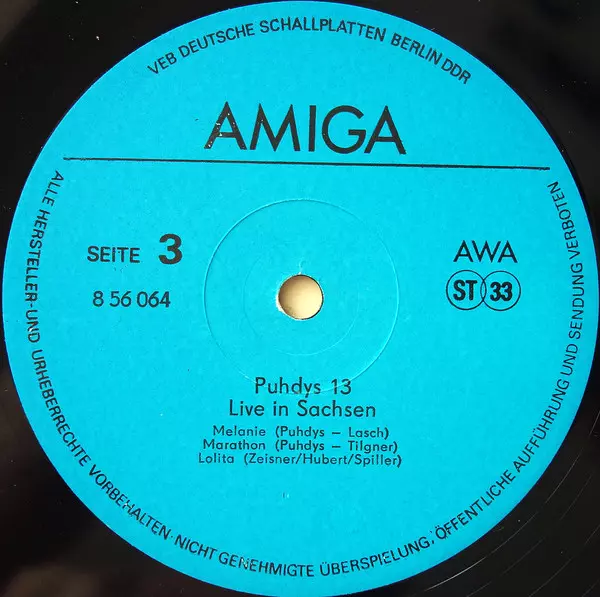 VEB DEUTSCHE SCHALLPLATTEN BERLIN DDR
AMIGA
SEITE 3
8 56 064
AWA
ST 33
Puhdys 13
Live in Sachsen
Melanie (Puhdys – Lasch)
Marathon (Puhdys – Tilgner)
Lolita (Zeisner/Hubert/Spiller)
ALLE HERSTELLER-UND URHEBERRECHTE VORBEHALTEN·NICHT GENEHMIGTE ÜBERSPIELUNG, ÖFFENTLICHE AUFFÜHRUNG UND SENDUNG VERBOTEN